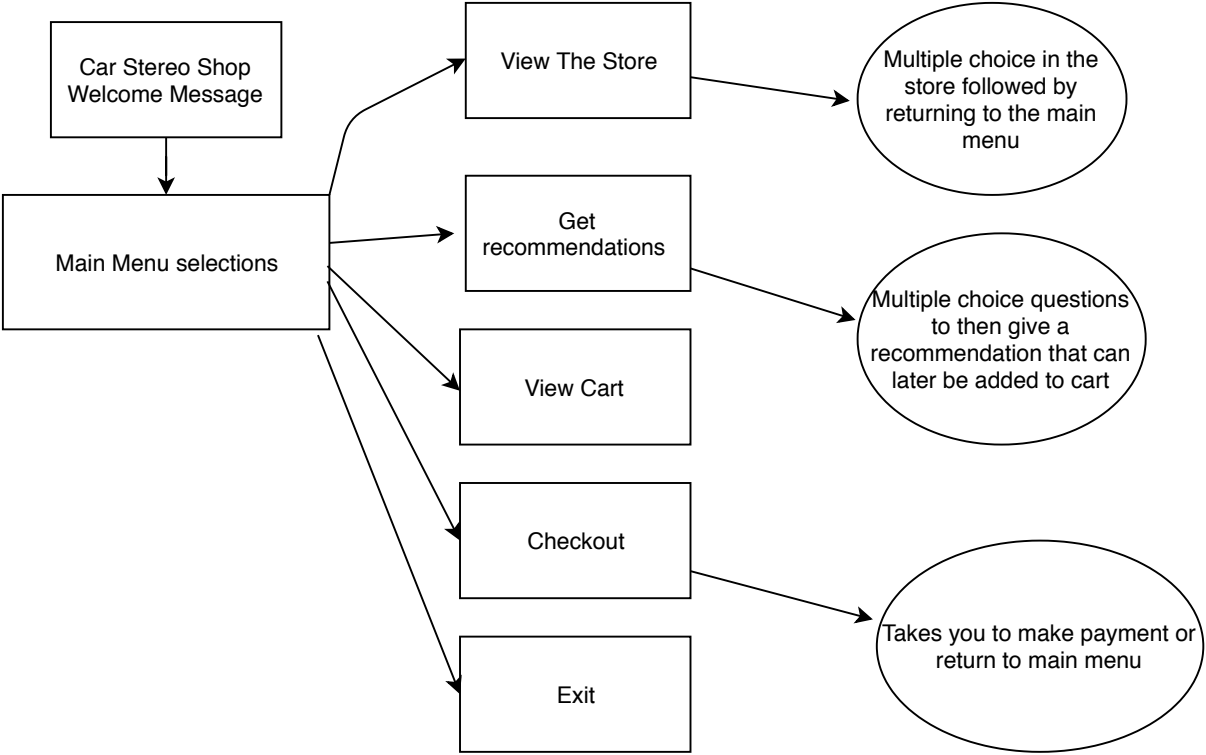 Car Stereo Shop
Welcome Message
Main Menu selections
View The Store
Multiple choice in the
store followed by
returning to the main
menu
Get
recommendations
Multiple choice questions
to then give a
recommendation that can
later be added to cart
View Cart
Checkout
Takes you to make payment or
return to main menu
Exit